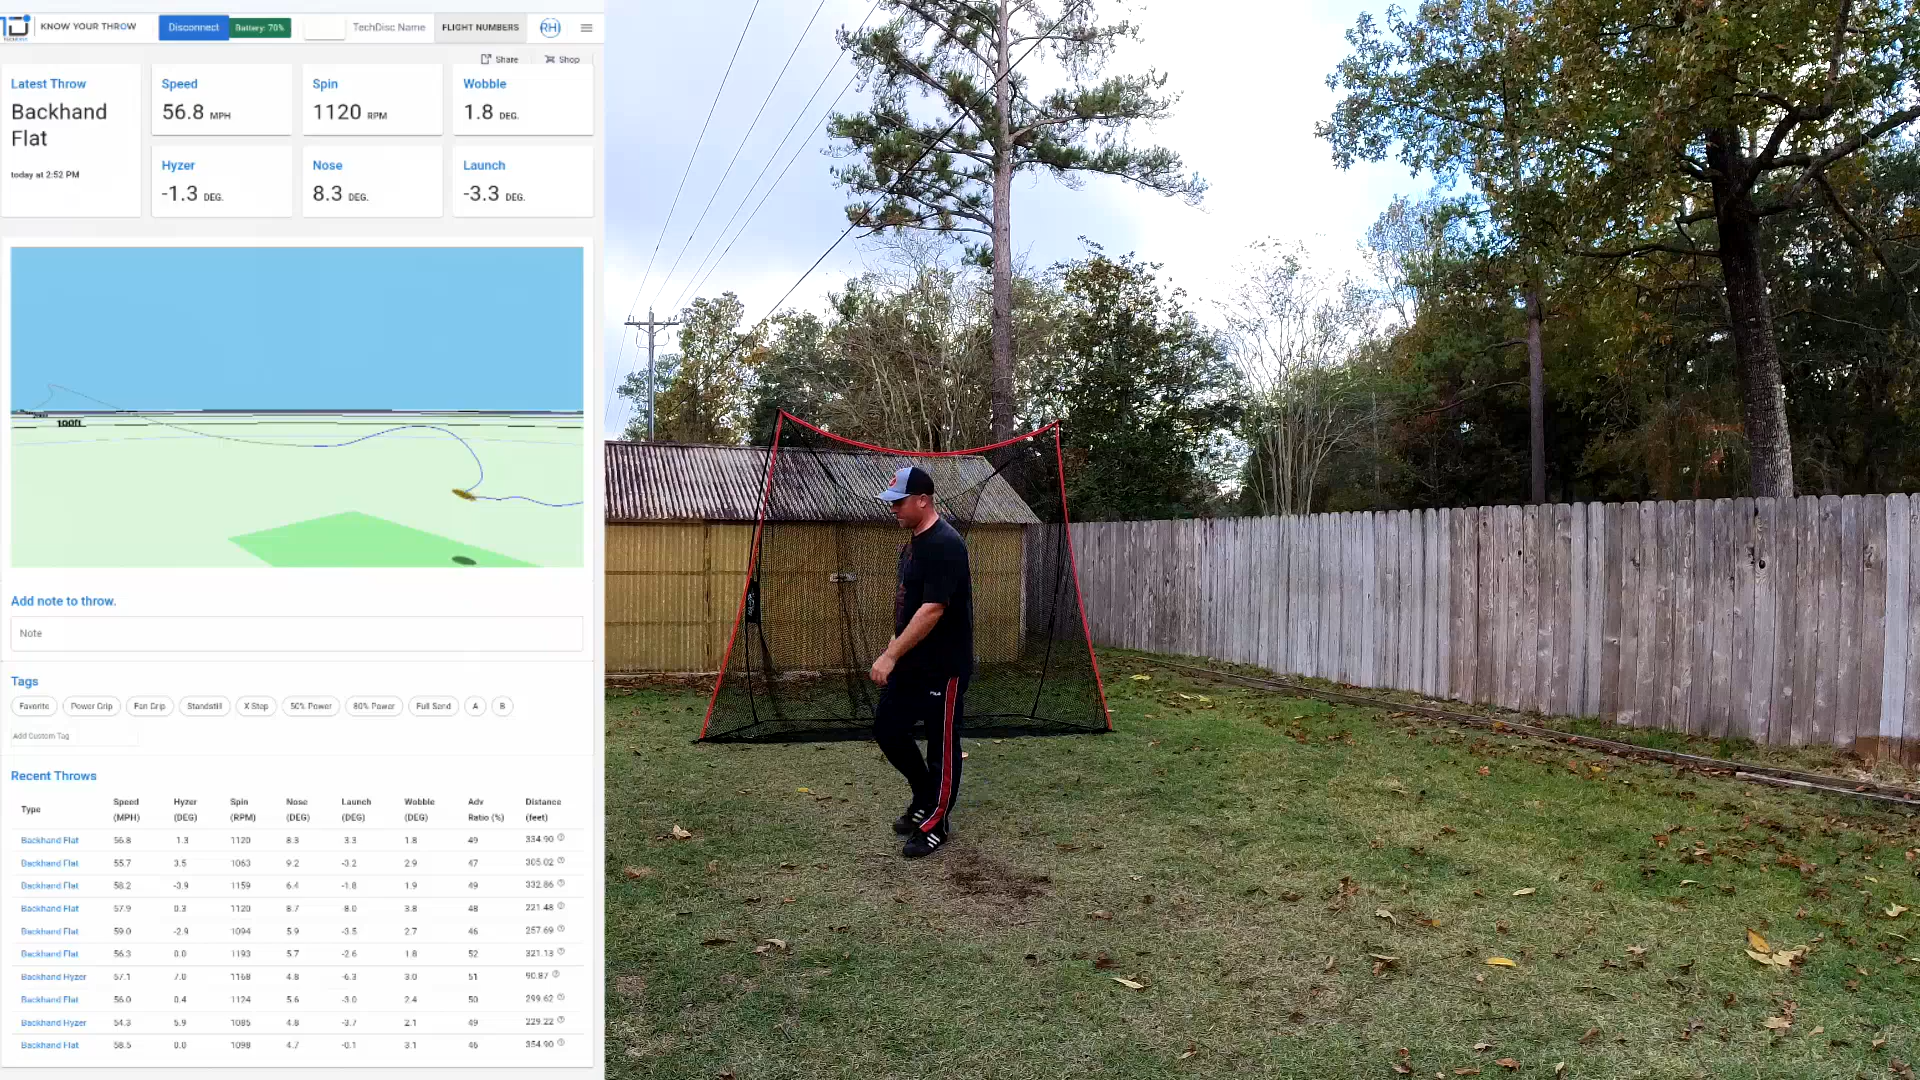 KNOW YOUR THROW
Disconnect
Battery: 70%
TechDisc Name
FLIGHT NUMBERS
RH
Share
Shop
Latest Throw
Backhand
Flat
today at 2:52 PM
Speed
56.8 MPH
Spin
1120 RPM
Wobble
1.8 DEG.
Hyzer
-1.3 DEG.
Nose
8.3 DEG.
Launch
-3.3 DEG.
100ft
Add note to throw.
Note
Tags
Favorite Power Grip Fan Grip Standstill X Step 50% Power 80% Power Full Send A B
Add Custom Tag
Recent Throws
Type Speed (MPH) Hyzer (DEG) Spin (RPM) Nose (DEG) Launch (DEG) Wobble (DEG) Adv Ratio (%) Distance (feet)
Backhand Flat 56.8 -1.3 1120 8.3 -3.3 1.8 49 334.90
Backhand Flat 55.7 3.5 1063 9.2 -3.2 2.9 47 305.02
Backhand Flat 58.2 -3.9 1159 6.4 -1.8 1.9 49 332.86
Backhand Flat 57.9 0.3 1120 8.7 -8.0 3.8 48 221.48
Backhand Flat 59.0 -2.9 1094 5.9 -3.5 2.7 46 257.69
Backhand Flat 56.3 0.0 1193 5.7 -2.6 1.8 52 321.13
Backhand Hyzer 57.1 7.0 1168 4.8 -6.3 3.0 51 90.87
Backhand Flat 56.0 0.4 1124 5.6 -3.0 2.4 50 299.62
Backhand Hyzer 54.3 5.9 1085 4.8 -3.7 2.1 49 229.22
Backhand Flat 58.5 0.0 1098 4.7 -0.1 3.1 46 354.90
FILA